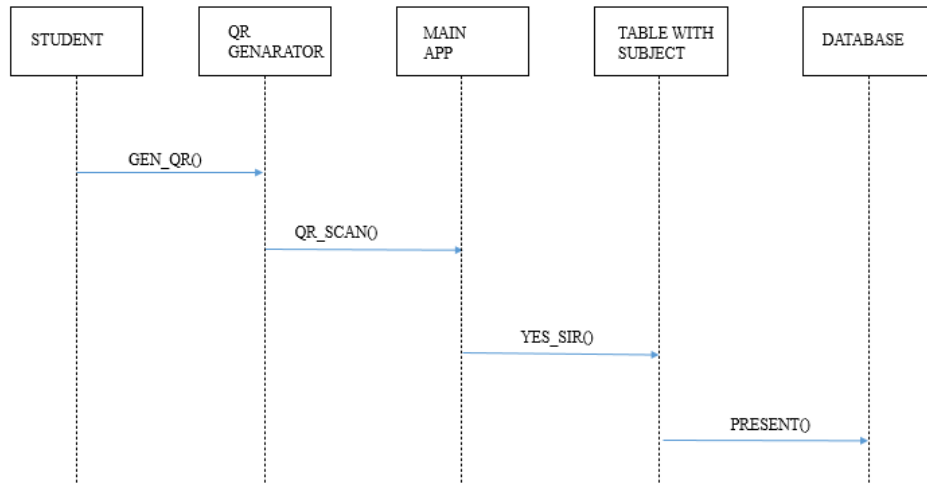 STUDENT
QR
GENARATOR
MAIN
APP
TABLE WITH
SUBJECT
DATABASE
GEN_QR()
QR_SCAN()
YES_SIR()
PRESENT()